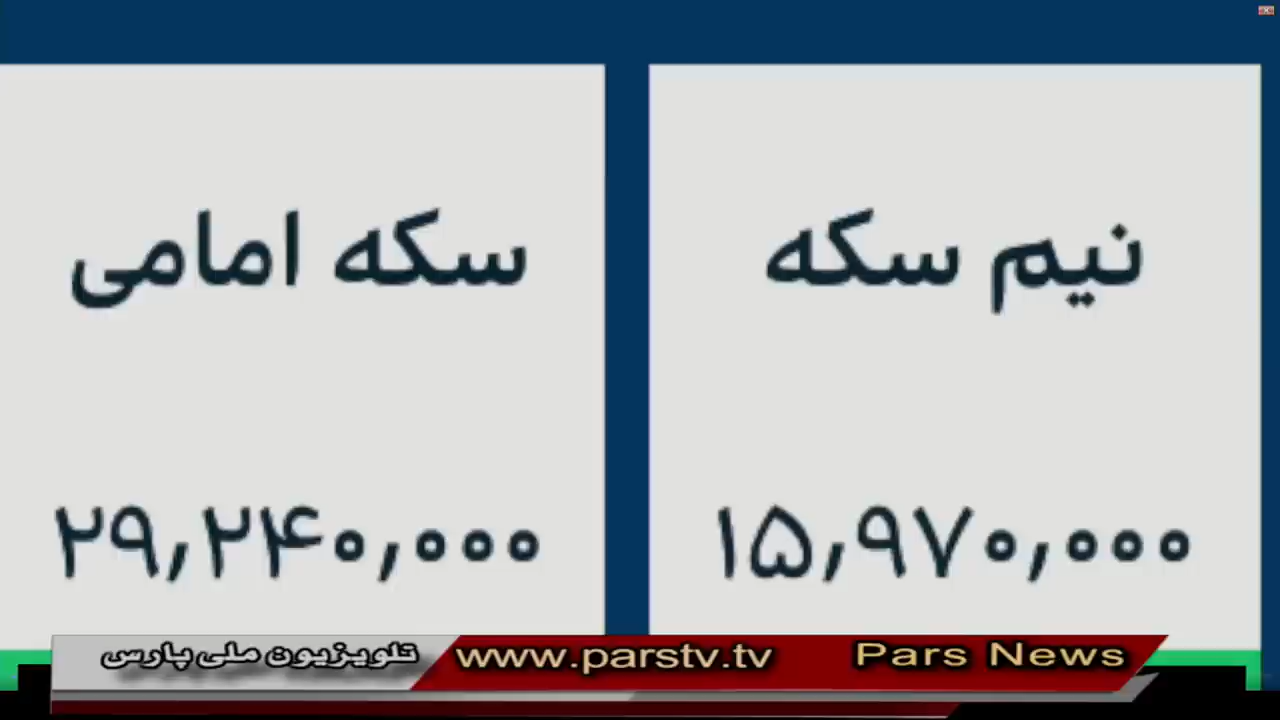 نیم سکه
۱۵,۹۷۰,۰۰۰
سکه امامی
۲۹,۲۴۰,۰۰۰
تلویزیون ملی پارس
www.parstv.tv
Pars News